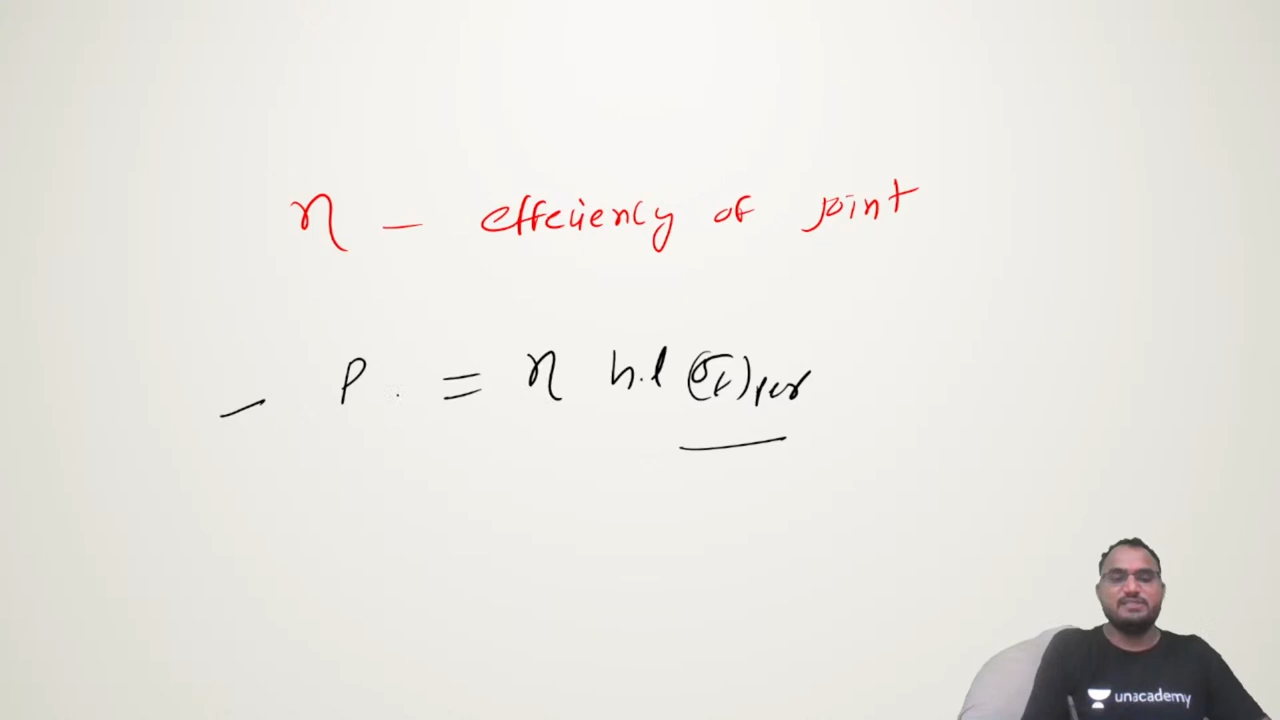 η – efficiency of joint
– P. = η h.l (σt)per
unacademy